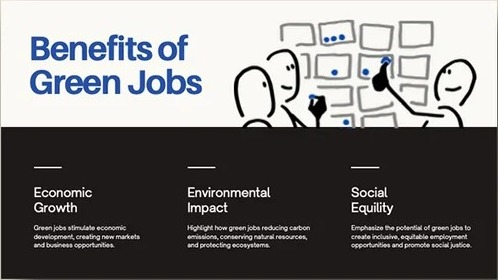 Benefits of
Green Jobs
Economic
Growth
Green jobs stimulate economic
development, creating new markets
and business opportunities.
Environmental
Impact
Highlight how green jobs reducing carbon
emissions, conserving natural resources,
and protecting ecosystems.
Social
Equility
Emphasize the potential of green jobs to
create inclusive, equitable employment
opportunities and promote social justice.